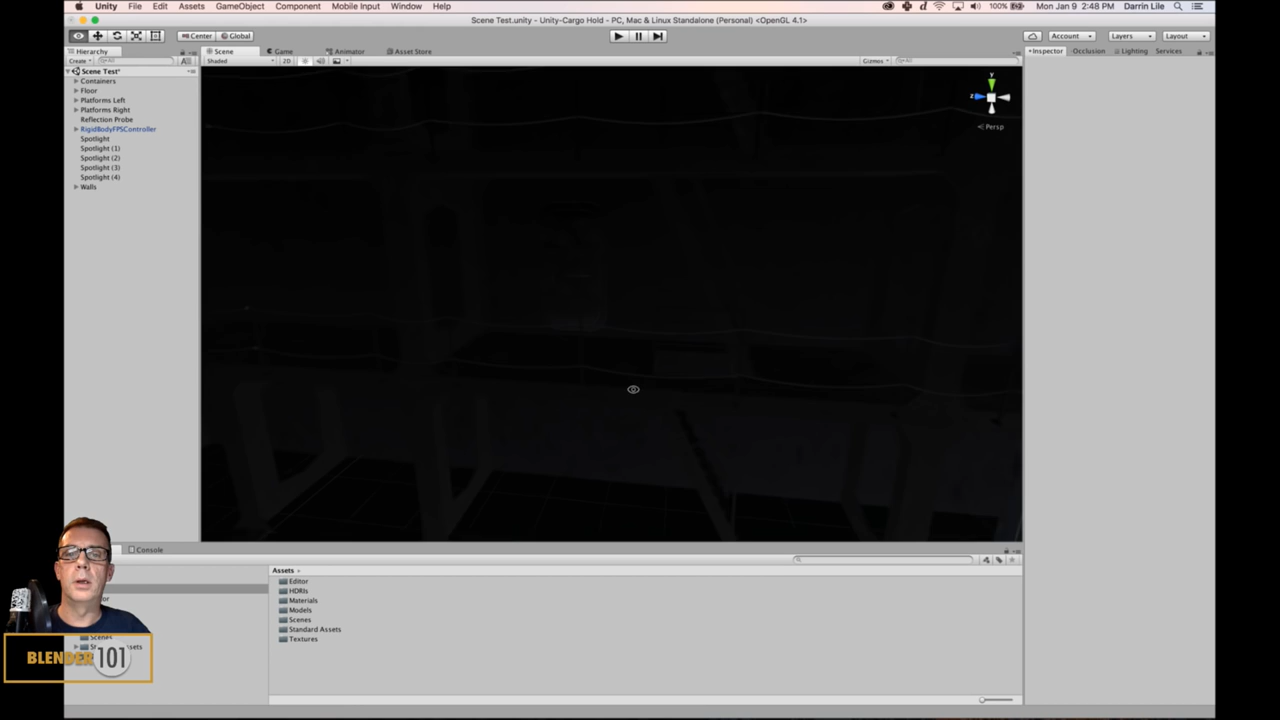 Unity File Edit Assets GameObject Component Mobile Input Window Help
100% Mon Jan 9 2:48 PM Darrin Lile
Scene Test.unity - Unity-Cargo Hold - PC, Mac & Linux Standalone (Personal) <OpenGL 4.1>
Center Global Account Layers Layout
Hierarchy Scene Game Animator Asset Store Inspector Occlusion Lighting Services
Create All Shaded 2D Gizmos All
Scene Test*
Containers
Floor
Platforms Left
Platforms Right
Reflection Probe
RigidBodyFPSController
Spotlight
Spotlight (1)
Spotlight (2)
Spotlight (3)
Spotlight (4)
Walls
y
z
Persp
Console
Assets
Editor
HDRIs
Materials
Models
Scenes
Standard Assets
Textures
Scenes
BLENDER 101